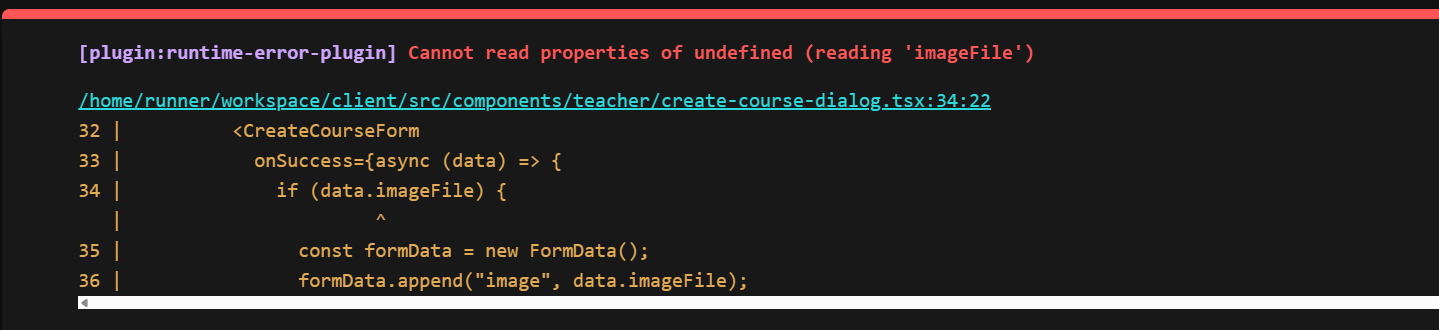 [plugin:runtime-error-plugin] Cannot read properties of undefined (reading 'imageFile')
/home/runner/workspace/client/src/components/teacher/create-course-dialog.tsx:34:22
32 |          <CreateCourseForm
33 |            onSuccess={async (data) => {
34 |              if (data.imageFile) {
   |                       ^
35 |                const formData = new FormData();
36 |                formData.append("image", data.imageFile);